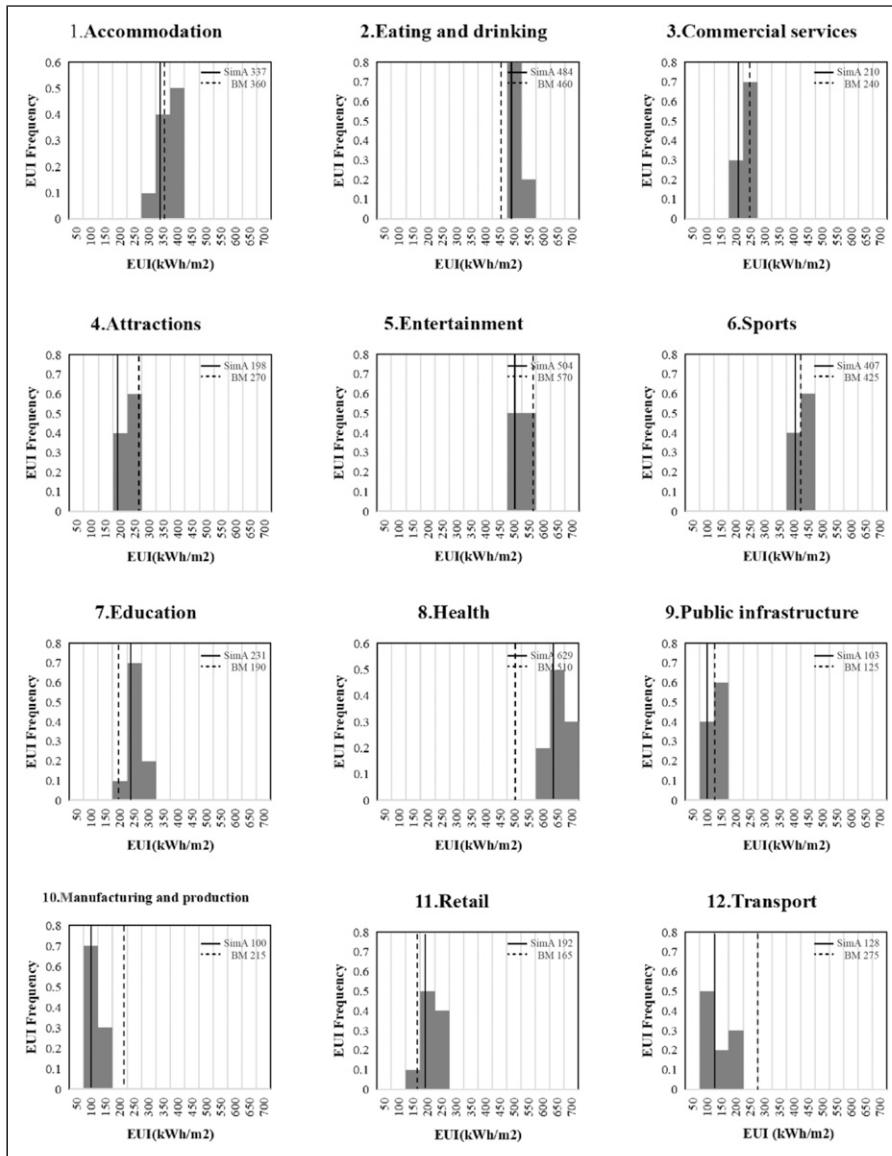 1.Accommodation
EUI Frequency
0.6
0.5
0.4
0.3
0.2
0.1
0
SimA 337
BM 360
50 100 150 200 250 300 350 400 450 500 550 600 650 700
EUI(kWh/m2)
2.Eating and drinking
EUI Frequency
0.8
0.7
0.6
0.5
0.4
0.3
0.2
0.1
0
SimA 484
BM 460
50 100 150 200 250 300 350 400 450 500 550 600 650 700
EUI(kWh/m2)
3.Commercial services
EUI Frequency
0.8
0.7
0.6
0.5
0.4
0.3
0.2
0.1
0
SimA 210
BM 240
50 100 150 200 250 300 350 400 450 500 550 600 650 700
EUI(kWh/m2)
4.Attractions
EUI Frequency
0.8
0.7
0.6
0.5
0.4
0.3
0.2
0.1
0
SimA 198
BM 270
50 100 150 200 250 300 350 400 450 500 550 600 650 700
EUI(kWh/m2)
5.Entertainment
EUI Frequency
0.8
0.7
0.6
0.5
0.4
0.3
0.2
0.1
0
SimA 504
BM 570
50 100 150 200 250 300 350 400 450 500 550 600 650 700
EUI(kWh/m2)
6.Sports
EUI Frequency
0.8
0.7
0.6
0.5
0.4
0.3
0.2
0.1
0
SimA 407
BM 425
50 100 150 200 250 300 350 400 450 500 550 600 650 700
EUI(kWh/m2)
7.Education
EUI Frequency
0.8
0.7
0.6
0.5
0.4
0.3
0.2
0.1
0
SimA 231
BM 190
50 100 150 200 250 300 350 400 450 500 550 600 650 700
EUI(kWh/m2)
8.Health
EUI Frequency
0.6
0.5
0.4
0.3
0.2
0.1
0
SimA 629
BM 510
50 100 150 200 250 300 350 400 450 500 550 600 650 700
EUI(kWh/m2)
9.Public infrastructure
EUI Frequency
0.8
0.7
0.6
0.5
0.4
0.3
0.2
0.1
0
SimA 103
BM 125
50 100 150 200 250 300 350 400 450 500 550 600 650 700
EUI(kWh/m2)
10.Manufacturing and production
EUI Frequency
0.8
0.7
0.6
0.5
0.4
0.3
0.2
0.1
0
SimA 100
BM 215
50 100 150 200 250 300 350 400 450 500 550 600 650 700
EUI(kWh/m2)
11.Retail
EUI Frequency
0.8
0.7
0.6
0.5
0.4
0.3
0.2
0.1
0
SimA 192
BM 165
50 100 150 200 250 300 350 400 450 500 550 600 650 700
EUI(kWh/m2)
12.Transport
EUI Frequency
0.8
0.7
0.6
0.5
0.4
0.3
0.2
0.1
0
SimA 128
BM 275
50 100 150 200 250 300 350 400 450 500 550 600 650 700
EUI (kWh/m2)